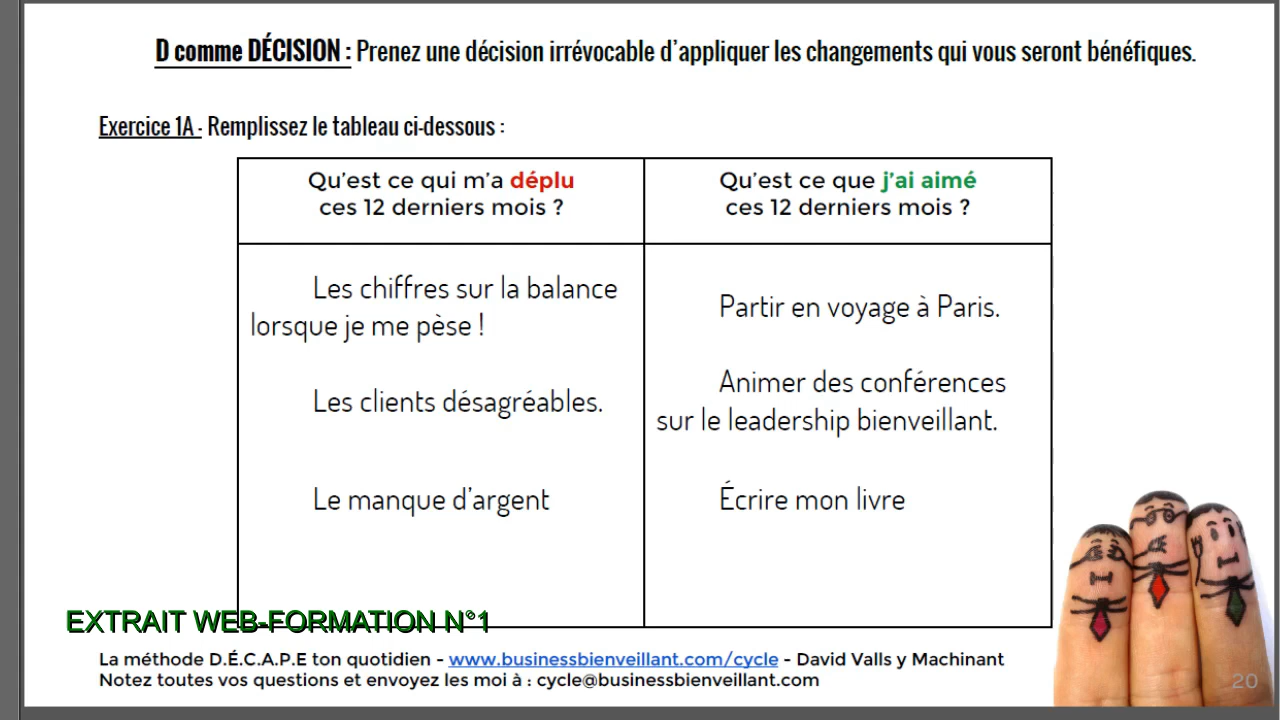 D comme DÉCISION : Prenez une décision irrévocable d'appliquer les changements qui vous seront bénéfiques.
Exercice 1A - Remplissez le tableau ci-dessous :
Qu'est ce qui m'a déplu
ces 12 derniers mois ?
Qu'est ce que j'ai aimé
ces 12 derniers mois ?
Les chiffres sur la balance
lorsque je me pèse !
Les clients désagréables.
Le manque d'argent
Partir en voyage à Paris.
Animer des conférences
sur le leadership bienveillant.
Écrire mon livre
EXTRAIT WEB-FORMATION N°1
La méthode D.É.C.A.P.E ton quotidien - www.businessbienveillant.com/cycle - David Valls y Machinant
Notez toutes vos questions et envoyez les moi à : cycle@businessbienveillant.com
20